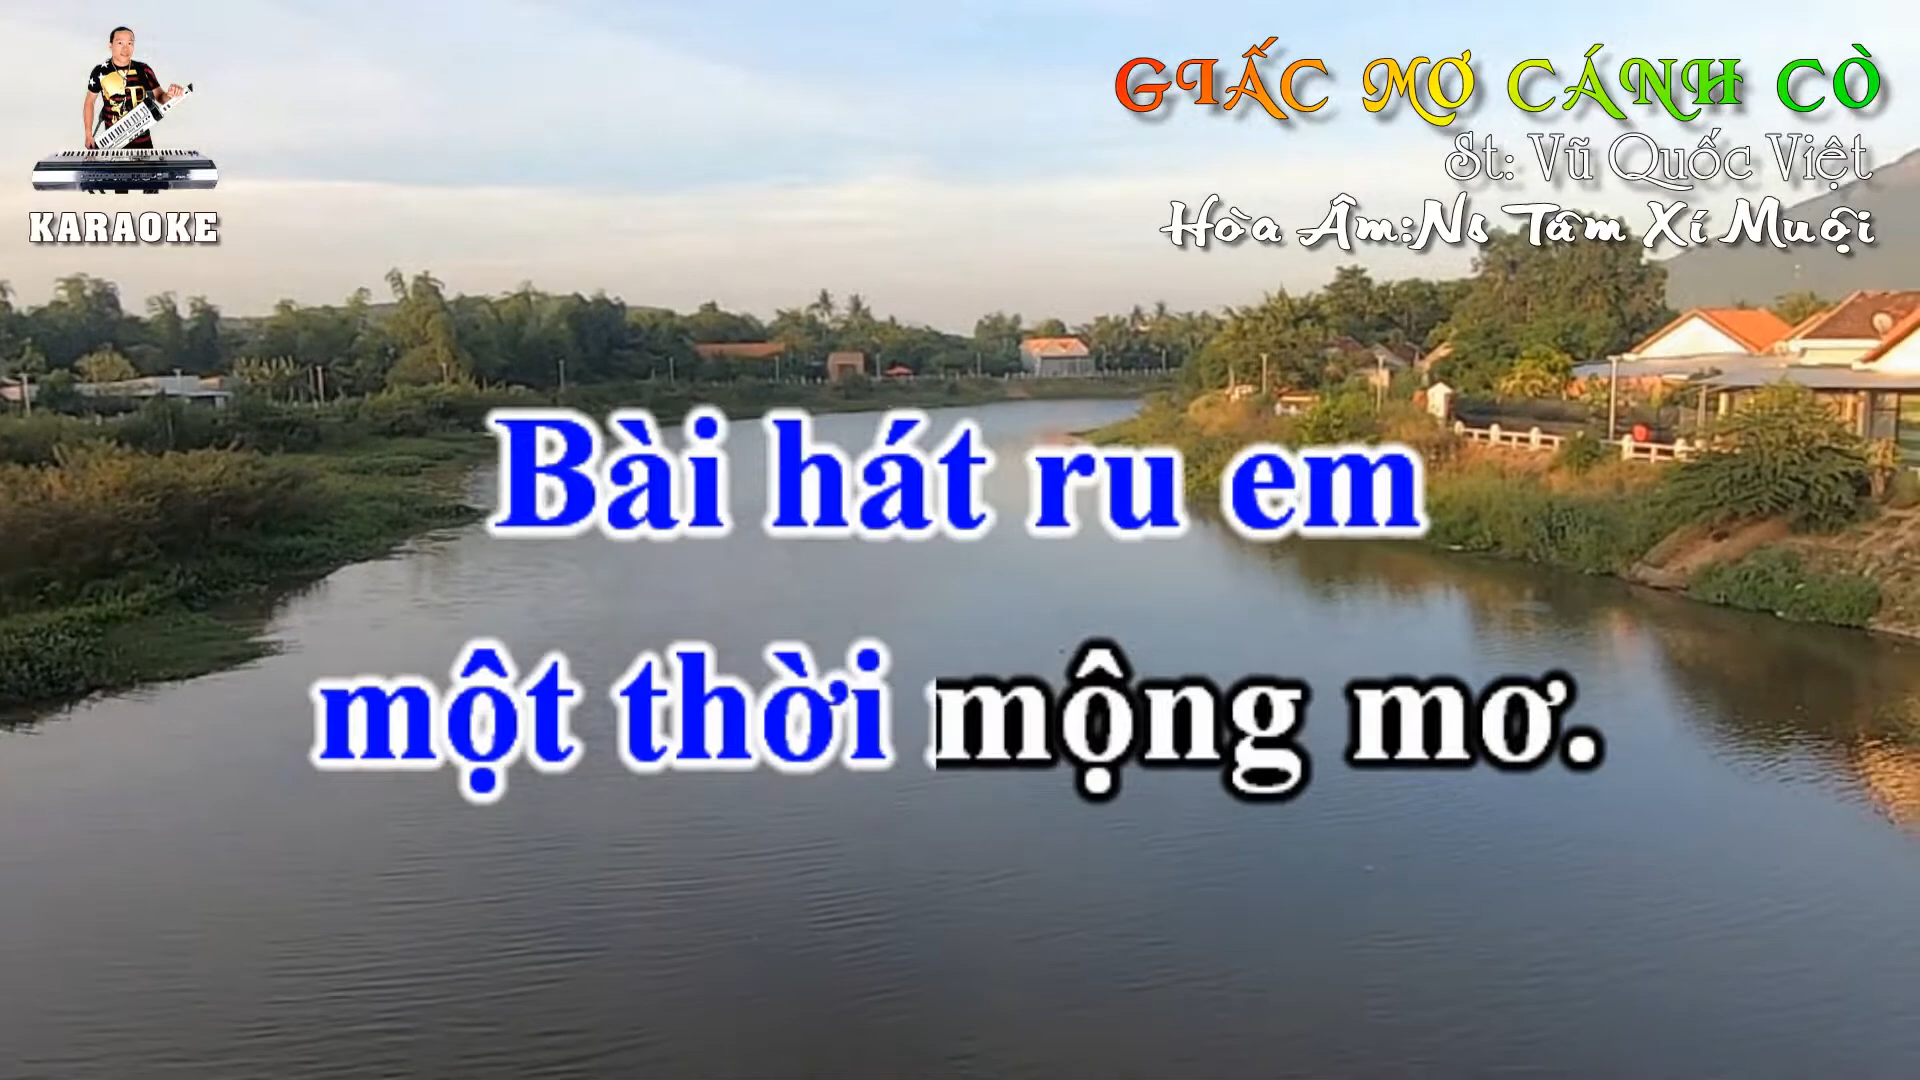 GIẤC MƠ CÁNH CÒ
St: Vũ Quốc Việt
Hòa Âm:Ns Tâm Xí Muội
KARAOKE
Bài hát ru em
một thời mộng mơ.